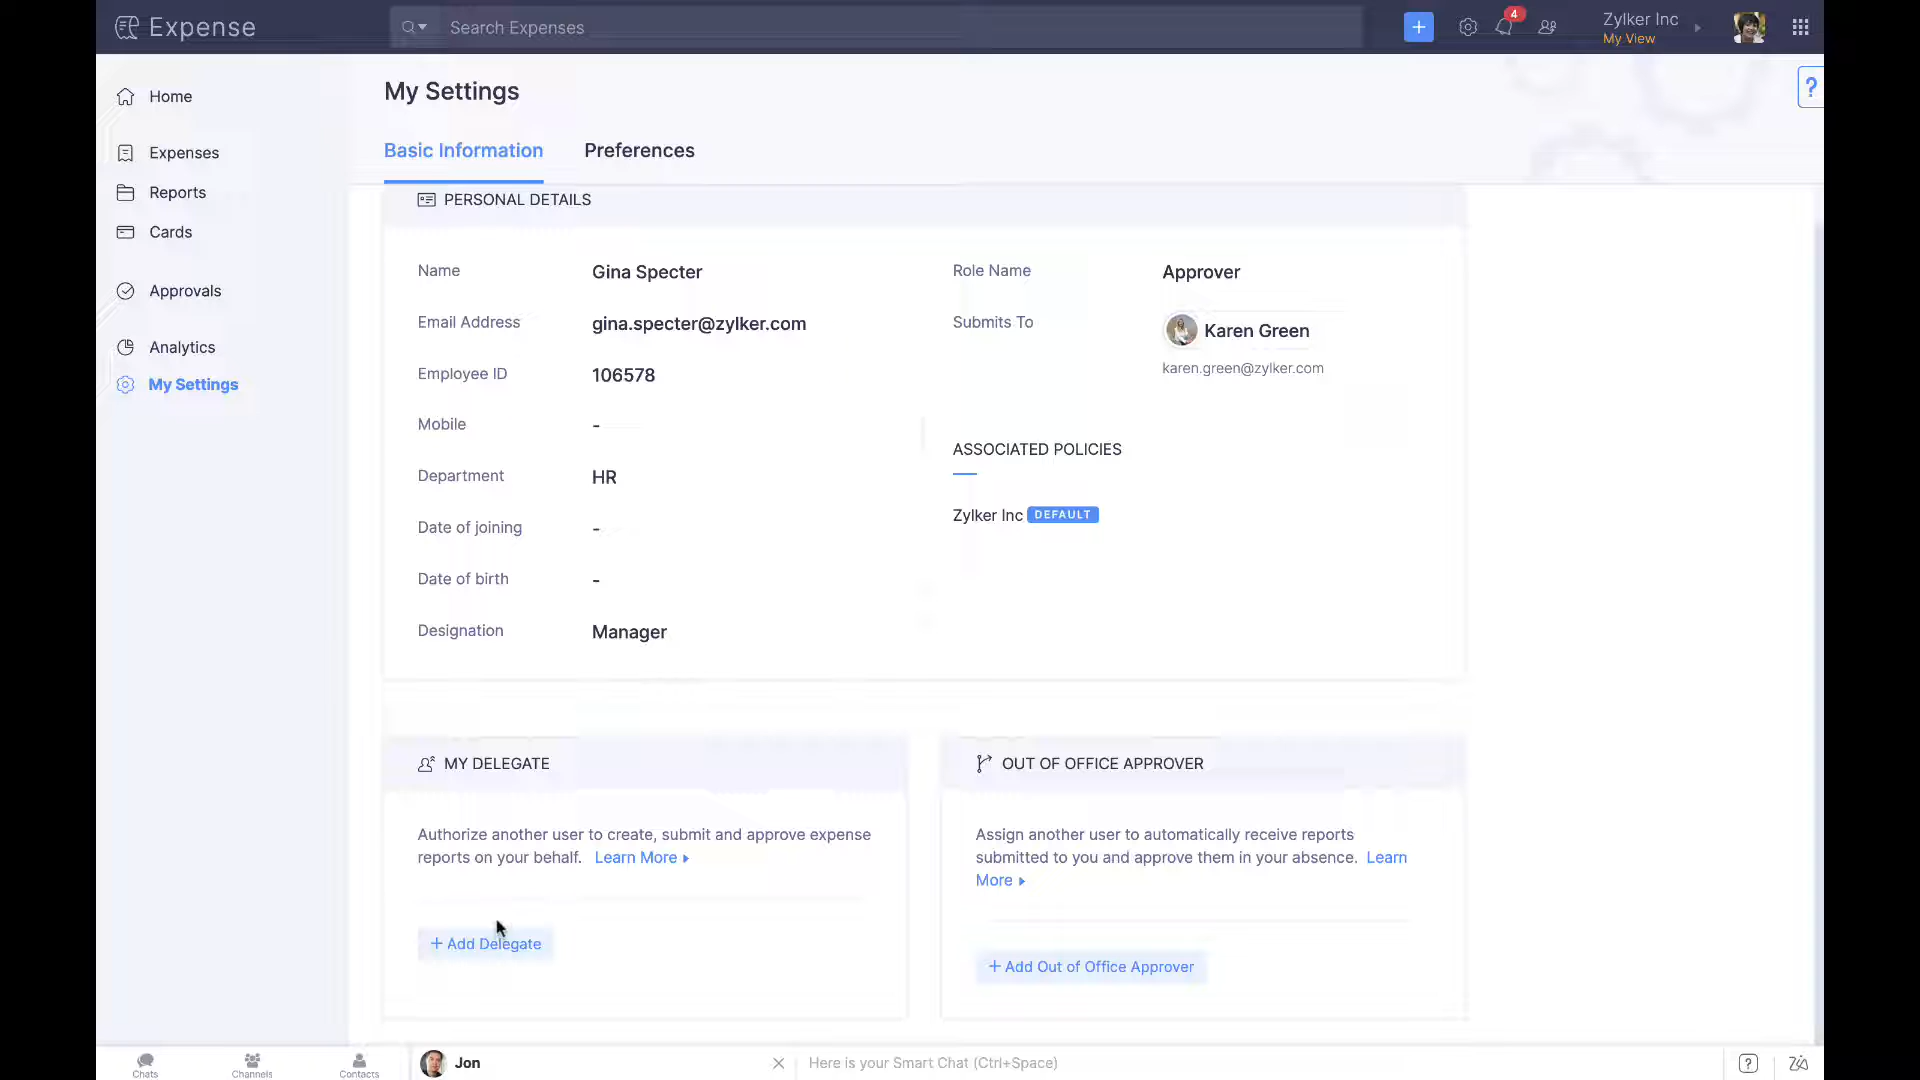 Expense
Search Expenses
4
Zylker Inc
My View
Home
Expenses
Reports
Cards
Approvals
Analytics
My Settings
My Settings
?
Basic Information
Preferences
PERSONAL DETAILS
Name
Gina Specter
Role Name
Approver
Email Address
gina.specter@zylker.com
Submits To
Karen Green
karen.green@zylker.com
Employee ID
106578
Mobile
-
Department
HR
ASSOCIATED POLICIES
Zylker Inc DEFAULT
Date of joining
-
Date of birth
-
Designation
Manager
MY DELEGATE
Authorize another user to create, submit and approve expense
reports on your behalf. Learn More
+ Add Delegate
OUT OF OFFICE APPROVER
Assign another user to automatically receive reports
submitted to you and approve them in your absence. Learn
More
+ Add Out of Office Approver
Chats
Channels
Contacts
Jon
Here is your Smart Chat (Ctrl+Space)
?